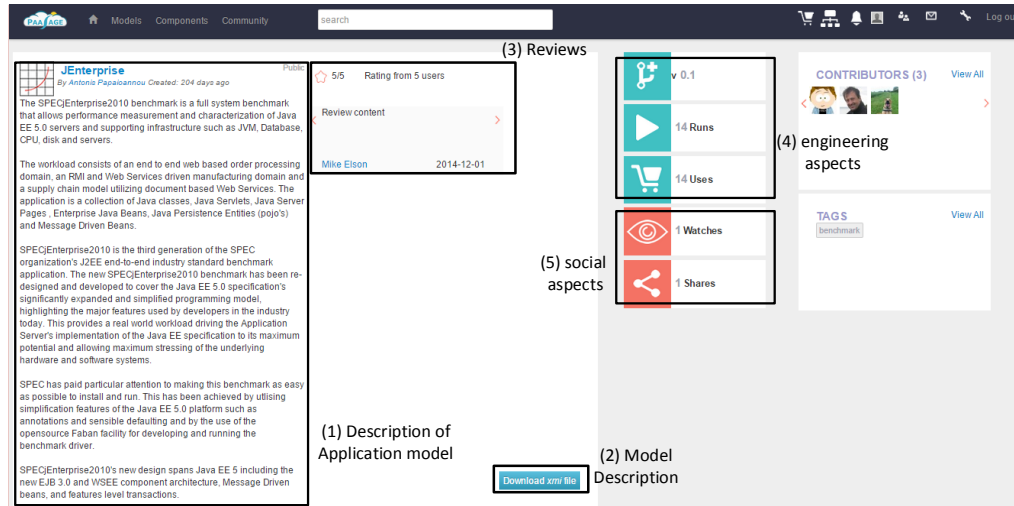 PAASAGE
Models Components Community
search
Log ou
(3) Reviews
JEnterprise
Public
By Antonis Papaioannou Created: 204 days ago
The SPECjEnterprise2010 benchmark is a full system benchmark
that allows performance measurement and characterization of Java
EE 5.0 servers and supporting infrastructure such as JVM, Database,
CPU, disk and servers.
The workload consists of an end to end web based order processing
domain, an RMI and Web Services driven manufacturing domain and
a supply chain model utilizing document based Web Services. The
application is a collection of Java classes, Java Servlets, Java Server
Pages , Enterprise Java Beans, Java Persistence Entities (pojo's)
and Message Driven Beans.
SPECjEnterprise2010 is the third generation of the SPEC
organization's J2EE end-to-end industry standard benchmark
application. The new SPECjEnterprise2010 benchmark has been re-
designed and developed to cover the Java EE 5.0 specification's
significantly expanded and simplified programming model,
highlighting the major features used by developers in the industry
today. This provides a real world workload driving the Application
Server's implementation of the Java EE specification to its maximum
potential and allowing maximum stressing of the underlying
hardware and software systems.
SPEC has paid particular attention to making this benchmark as easy
as possible to install and run. This has been achieved by utlising
simplification features of the Java EE 5.0 platform such as
annotations and sensible defaulting and by the use of the
opensource Faban facility for developing and running the
benchmark driver.
SPECjEnterprise2010's new design spans Java EE 5 including the
new EJB 3.0 and WSEE component architecture, Message Driven
beans, and features level transactions.
5/5 Rating from 5 users
Review content
Mike Elson 2014-12-01
(1) Description of
Application model
(2) Model
Description
Download xmi file
v 0.1
14 Runs
14 Uses
(4) engineering
aspects
1 Watches
1 Shares
(5) social
aspects
CONTRIBUTORS (3) View All
TAGS View All
benchmark